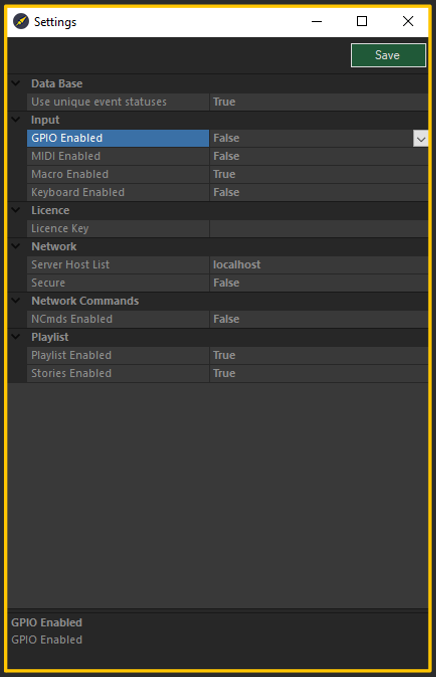 Settings
Save
Data Base
Use unique event statuses True
Input
GPIO Enabled False
MIDI Enabled False
Macro Enabled True
Keyboard Enabled False
Licence
Licence Key
Network
Server Host List localhost
Secure False
Network Commands
NCmds Enabled False
Playlist
Playlist Enabled True
Stories Enabled True
GPIO Enabled
GPIO Enabled